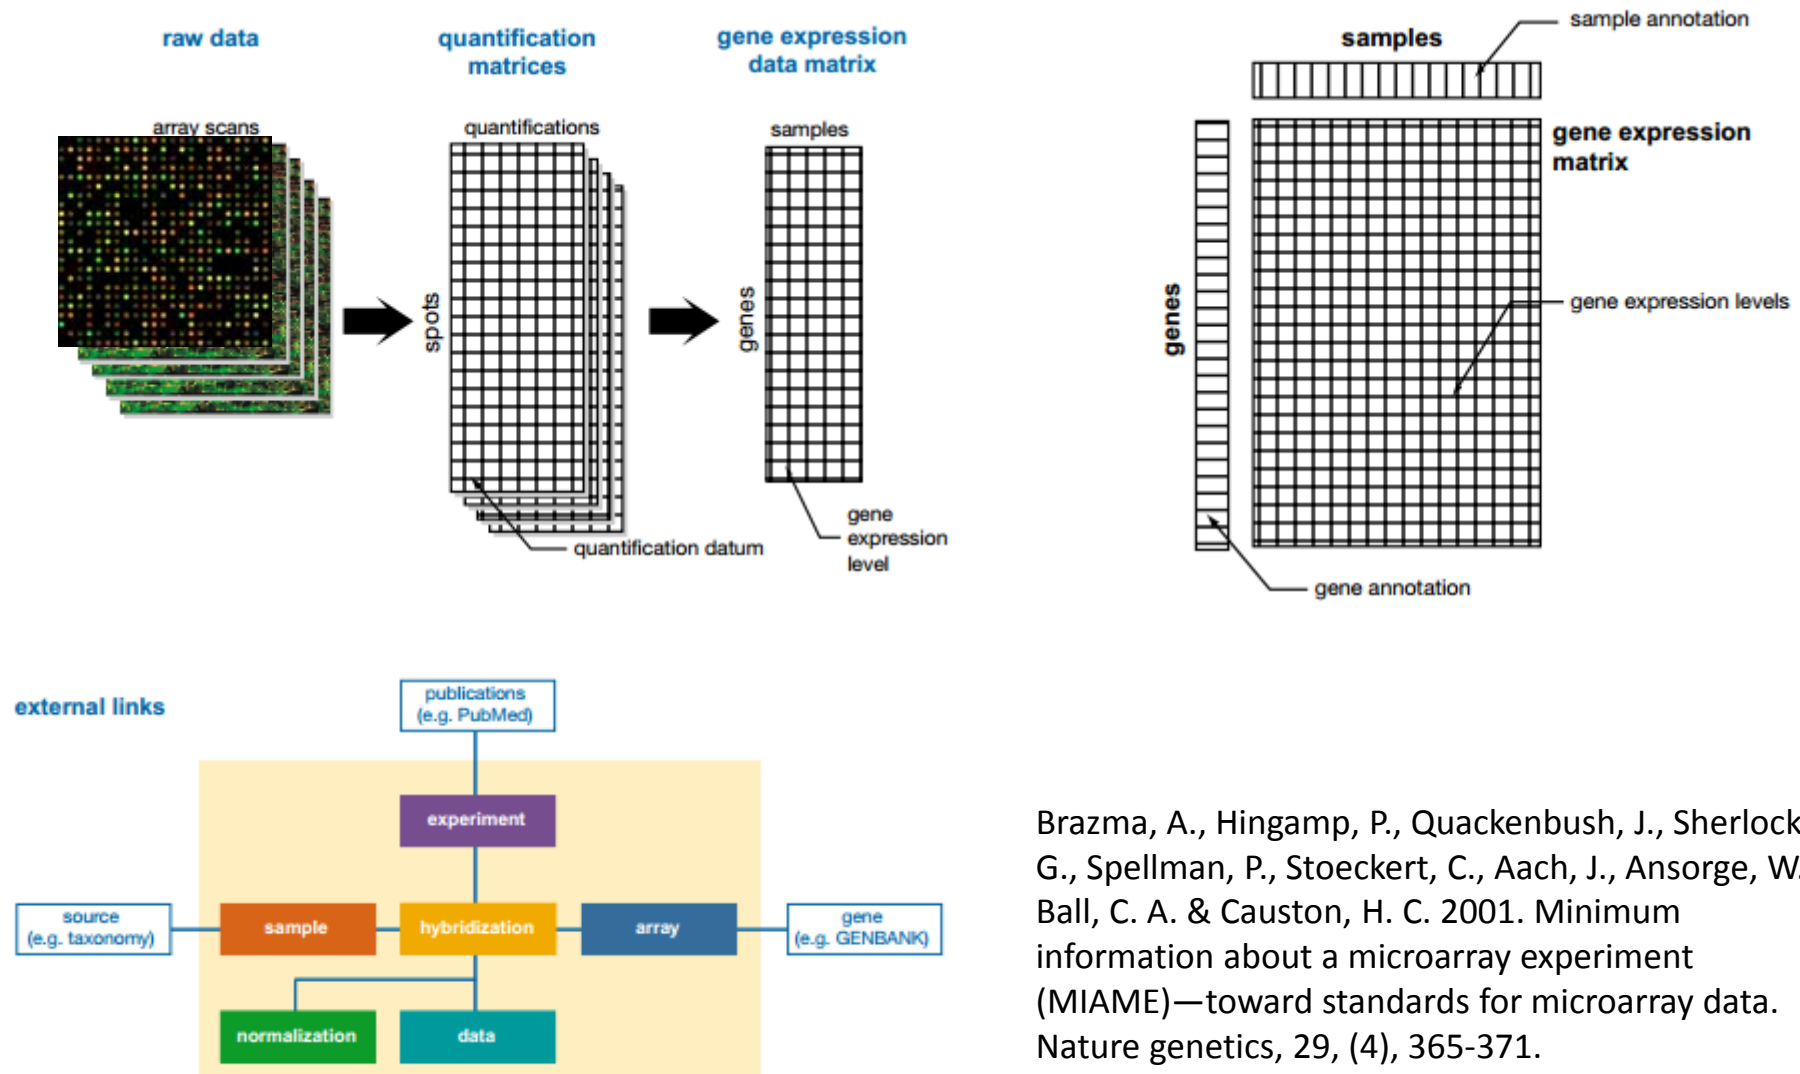 raw data
quantification
matrices
gene expression
data matrix
array scans
quantifications
samples
spots
genes
quantification datum
gene
expression
level
sample annotation
samples
gene expression
matrix
genes
gene expression levels
gene annotation
external links
publications
(e.g. PubMed)
experiment
source
(e.g. taxonomy)
sample
hybridization
array
gene
(e.g. GENBANK)
normalization
data
Brazma, A., Hingamp, P., Quackenbush, J., Sherlock
G., Spellman, P., Stoeckert, C., Aach, J., Ansorge, W.
Ball, C. A. & Causton, H. C. 2001. Minimum
information about a microarray experiment
(MIAME)—toward standards for microarray data.
Nature genetics, 29, (4), 365-371.